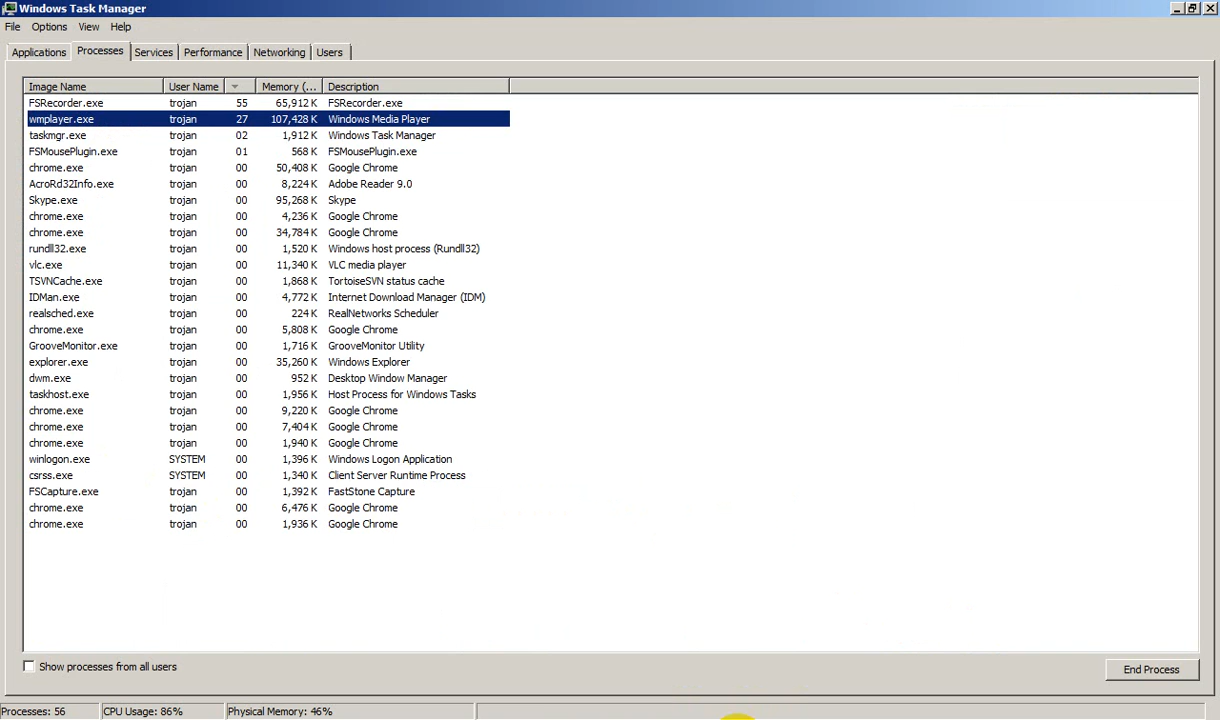 Windows Task Manager
File Options View Help
Applications Processes Services Performance Networking Users
Image Name User Name Memory (... Description
FSRecorder.exe trojan 55 65,912 K FSRecorder.exe
wmplayer.exe trojan 27 107,428 K Windows Media Player
taskmgr.exe trojan 02 1,912 K Windows Task Manager
FSMousePlugin.exe trojan 01 568 K FSMousePlugin.exe
chrome.exe trojan 00 50,408 K Google Chrome
AcroRd32Info.exe trojan 00 8,224 K Adobe Reader 9.0
Skype.exe trojan 00 95,268 K Skype
chrome.exe trojan 00 4,236 K Google Chrome
chrome.exe trojan 00 34,784 K Google Chrome
rundll32.exe trojan 00 1,520 K Windows host process (Rundll32)
vlc.exe trojan 00 11,340 K VLC media player
TSVNCache.exe trojan 00 1,868 K TortoiseSVN status cache
IDMan.exe trojan 00 4,772 K Internet Download Manager (IDM)
realsched.exe trojan 00 224 K RealNetworks Scheduler
chrome.exe trojan 00 5,808 K Google Chrome
GrooveMonitor.exe trojan 00 1,716 K GrooveMonitor Utility
explorer.exe trojan 00 35,260 K Windows Explorer
dwm.exe trojan 00 952 K Desktop Window Manager
taskhost.exe trojan 00 1,956 K Host Process for Windows Tasks
chrome.exe trojan 00 9,220 K Google Chrome
chrome.exe trojan 00 7,404 K Google Chrome
chrome.exe trojan 00 1,940 K Google Chrome
winlogon.exe SYSTEM 00 1,396 K Windows Logon Application
csrss.exe SYSTEM 00 1,340 K Client Server Runtime Process
FSCapture.exe trojan 00 1,392 K FastStone Capture
chrome.exe trojan 00 6,476 K Google Chrome
chrome.exe trojan 00 1,936 K Google Chrome
Show processes from all users End Process
Processes: 56 CPU Usage: 86% Physical Memory: 46%